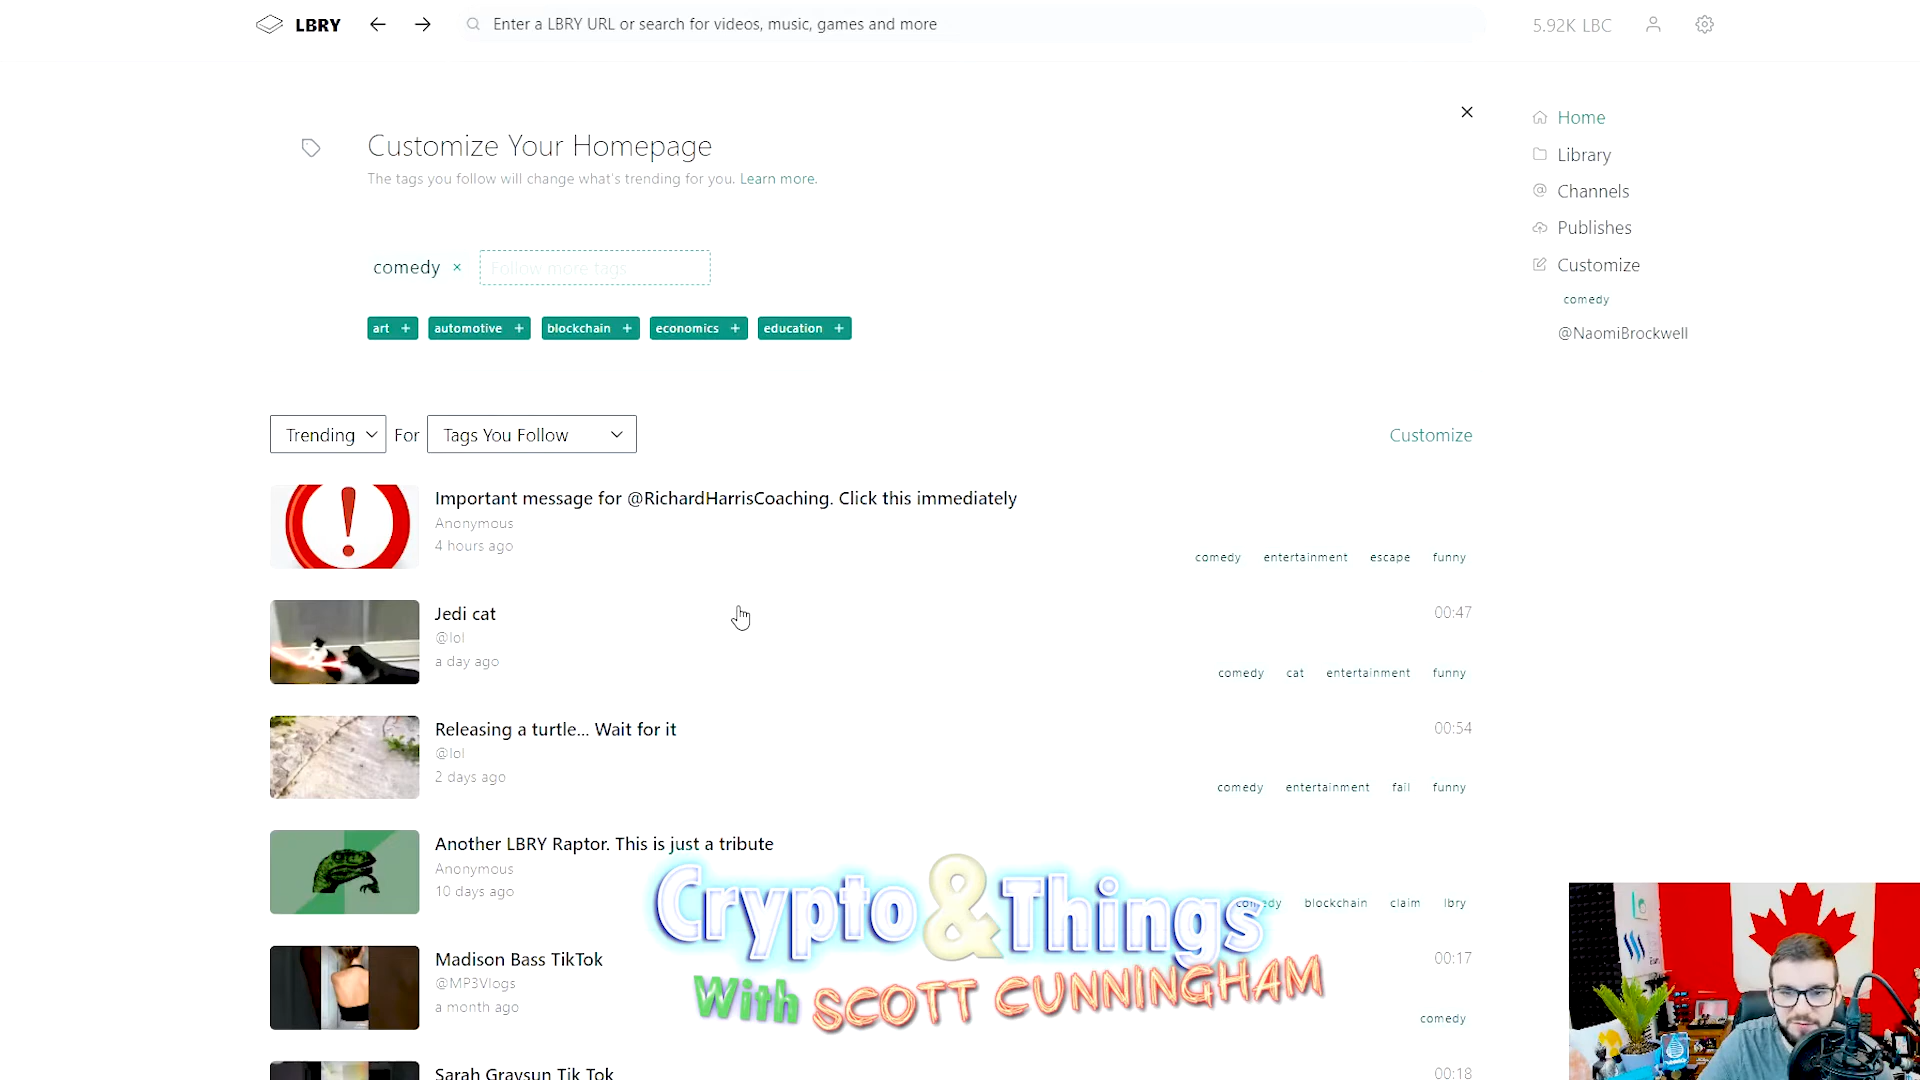 LBRY
Enter a LBRY URL or search for videos, music, games and more
5.92K LBC
Customize Your Homepage
The tags you follow will change what's trending for you. Learn more.
comedy ×
Follow more tags
art +
automotive +
blockchain +
economics +
education +
Home
Library
Channels
Publishes
Customize
comedy
@NaomiBrockwell
Trending
For
Tags You Follow
Customize
Important message for @RichardHarrisCoaching. Click this immediately
Anonymous
4 hours ago
comedy entertainment escape funny
Jedi cat
00:47
@lol
a day ago
comedy cat entertainment funny
Releasing a turtle... Wait for it
00:54
@lol
2 days ago
comedy entertainment fail funny
Another LBRY Raptor. This is just a tribute
Anonymous
10 days ago
comedy blockchain claim lbry
Madison Bass TikTok
00:17
@MP3Vlogs
a month ago
comedy
Sarah Graysun Tik Tok
00:18
Crypto & Things
With SCOTT CUNNINGHAM